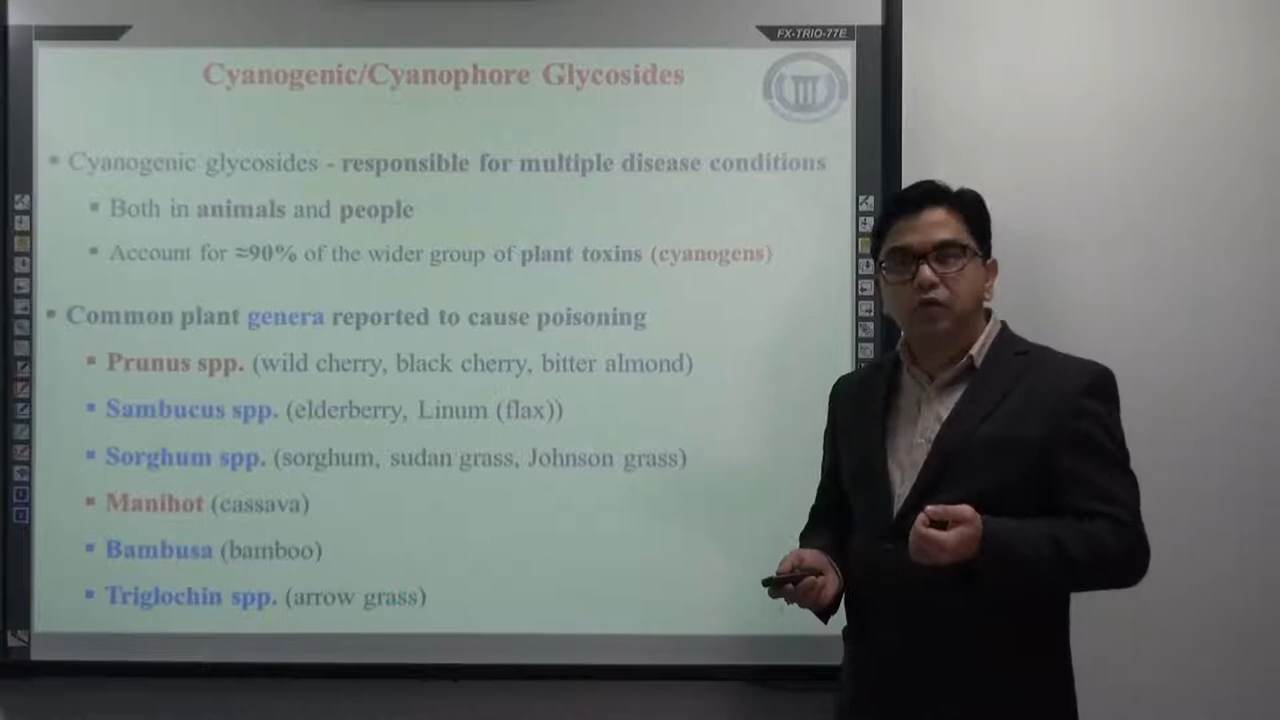 FX-TRIO-77E
Cyanogenic/Cyanophore Glycosides
▪ Cyanogenic glycosides - responsible for multiple disease conditions
▪ Both in animals and people
▪ Account for ≈90% of the wider group of plant toxins (cyanogens)
▪ Common plant genera reported to cause poisoning
▪ Prunus spp. (wild cherry, black cherry, bitter almond)
▪ Sambucus spp. (elderberry, Linum (flax))
▪ Sorghum spp. (sorghum, sudan grass, Johnson grass)
▪ Manihot (cassava)
▪ Bambusa (bamboo)
▪ Triglochin spp. (arrow grass)